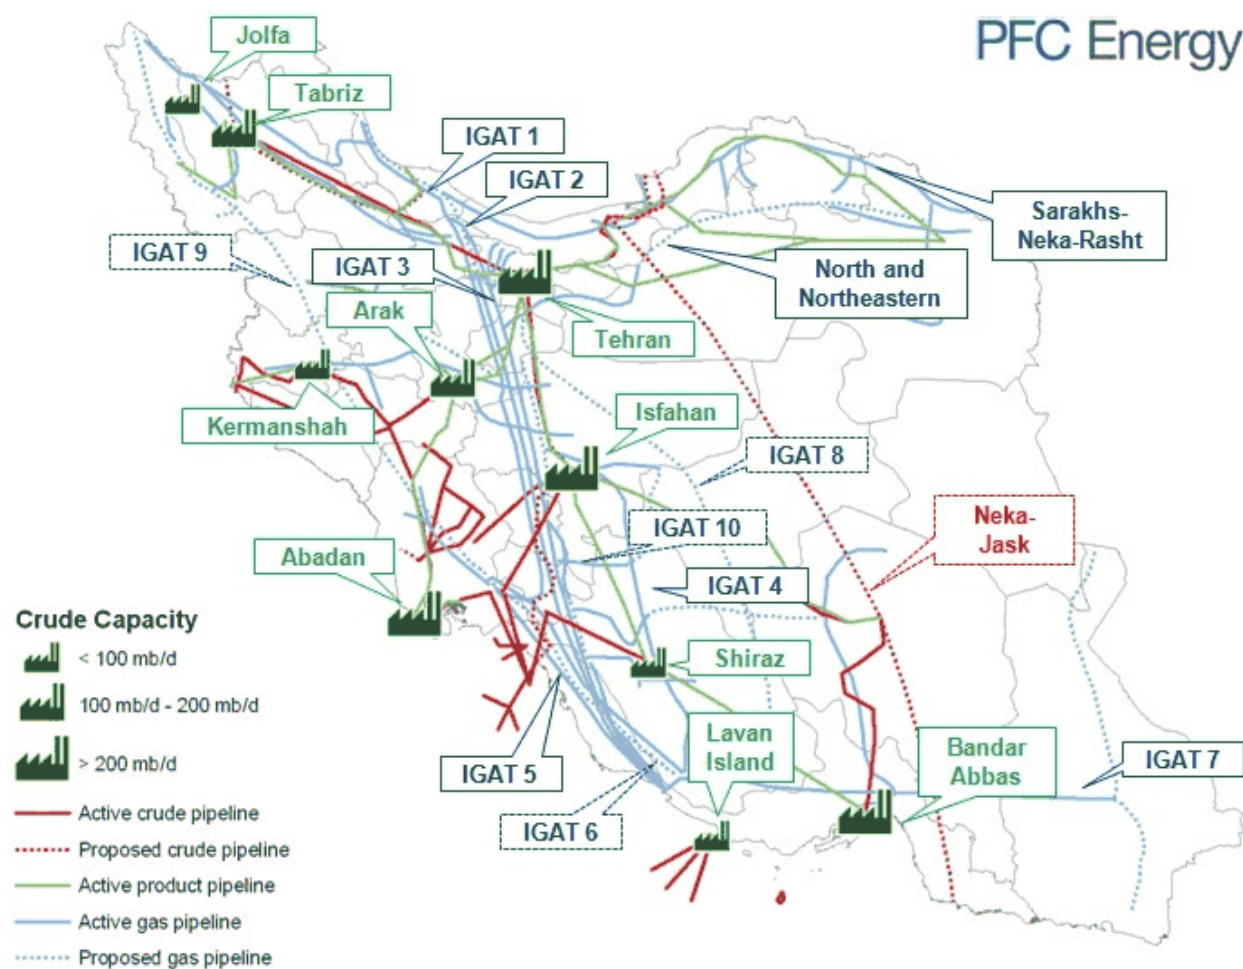 PFC Energy
Jolfa
Tabriz
IGAT 1
IGAT 2
Sarakhs-
Neka-Rasht
IGAT 9
IGAT 3
North and
Northeastern
Arak
Tehran
Kermanshah
Isfahan
IGAT 8
Neka-
Jask
IGAT 10
Abadan
IGAT 4
Shiraz
Lavan
Island
Bandar
Abbas
IGAT 5
IGAT 7
IGAT 6
Crude Capacity
< 100 mb/d
100 mb/d - 200 mb/d
> 200 mb/d
Active crude pipeline
Proposed crude pipeline
Active product pipeline
Active gas pipeline
Proposed gas pipeline